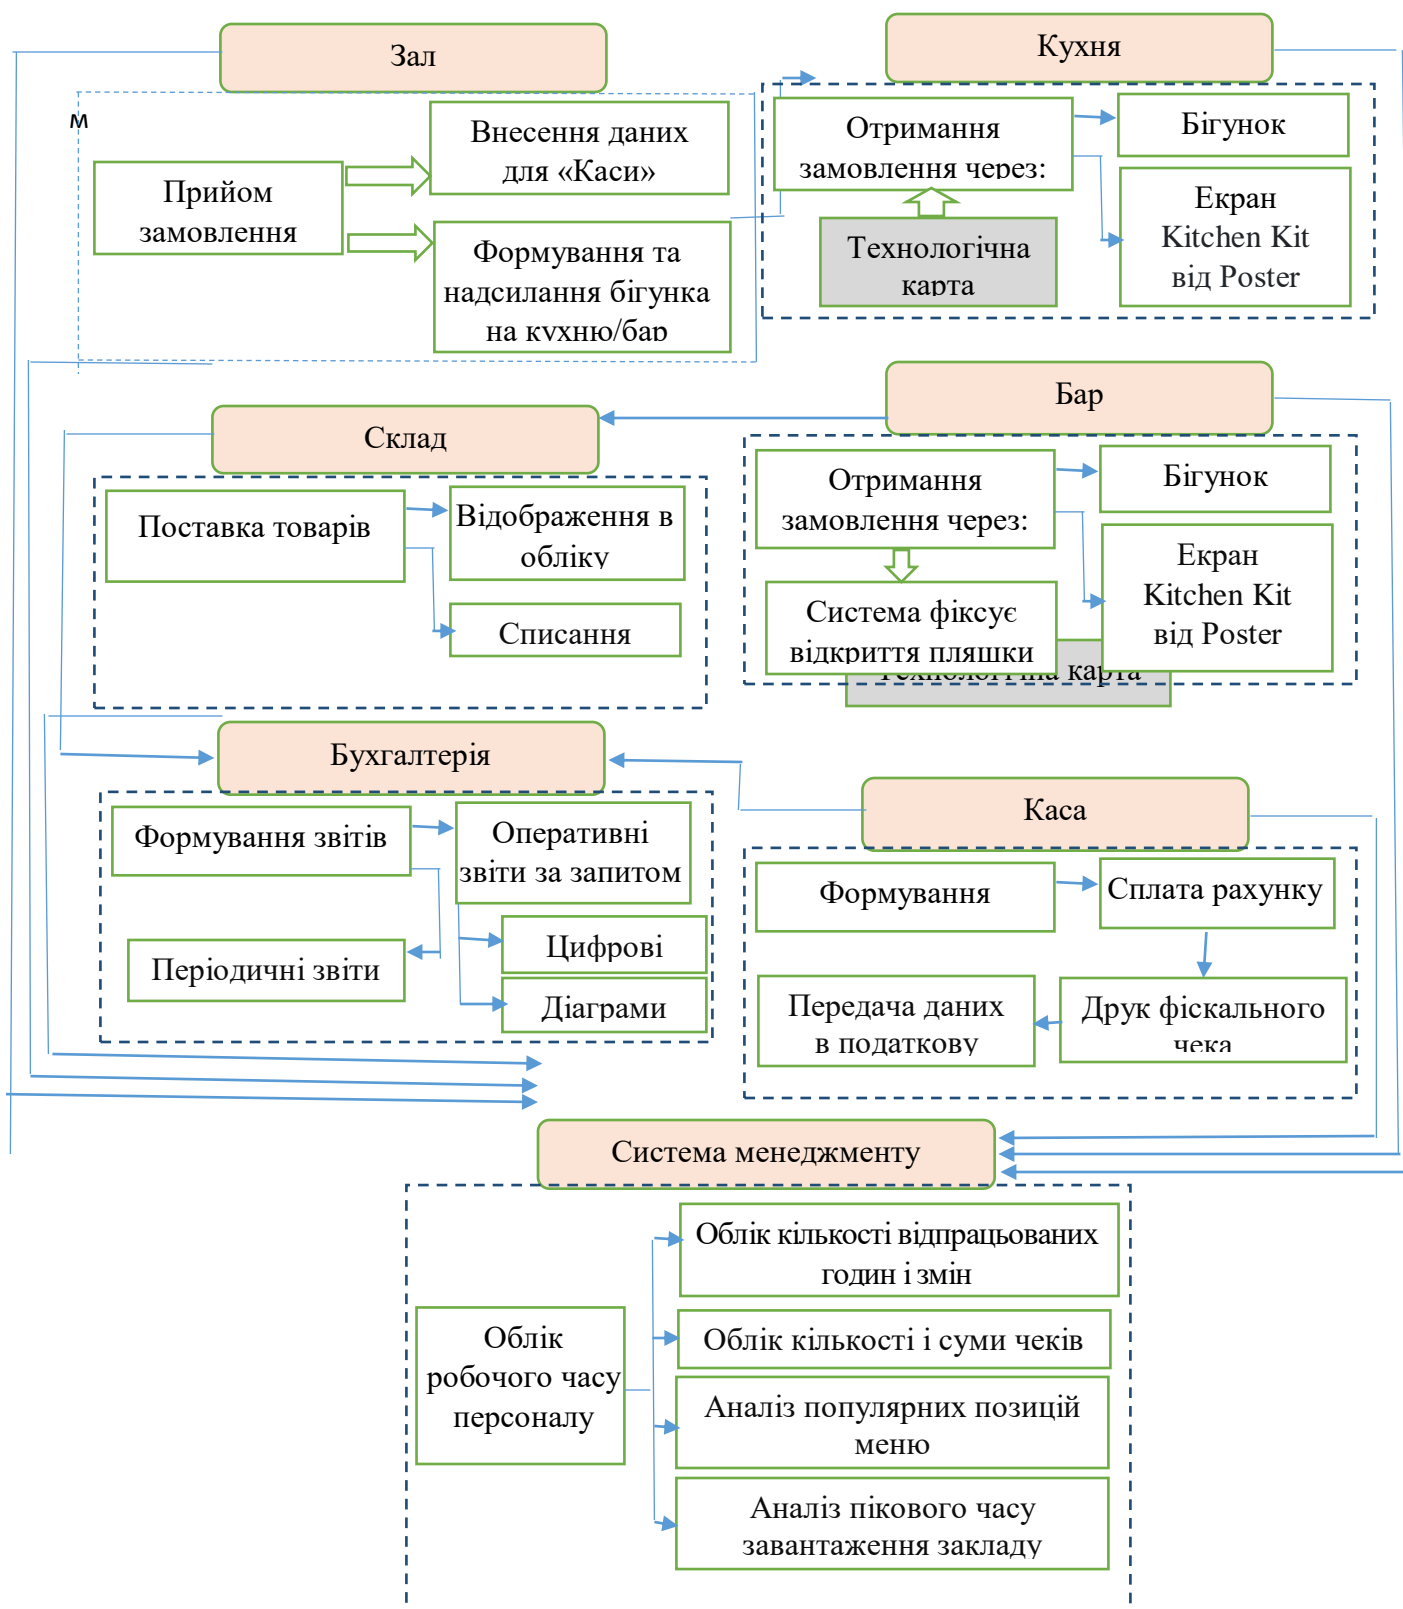 Зал
Кухня
м
Внесення даних
для «Каси»
Прийом
замовлення
Формування та
надсилання бігунка
на кухню/бар
Отримання
замовлення через:
Бігунок
Екран
Kitchen Kit
від Poster
Технологічна
карта
Бар
Склад
Поставка товарів
Відображення в
обліку
Списання
Отримання
замовлення через:
Бігунок
Екран
Kitchen Kit
від Poster
Система фіксує
відкриття пляшки
Технологічна карта
Бухгалтерія
Формування звітів
Оперативні
звіти за запитом
Періодичні звіти
Цифрові
Діаграми
Каса
Формування
Сплата рахунку
Передача даних
в податкову
Друк фіскального
чека
Система менеджменту
Облік
робочого часу
персоналу
Облік кількості відпрацьованих
годин і змін
Облік кількості і суми чеків
Аналіз популярних позицій
меню
Аналіз пікового часу
завантаження закладу